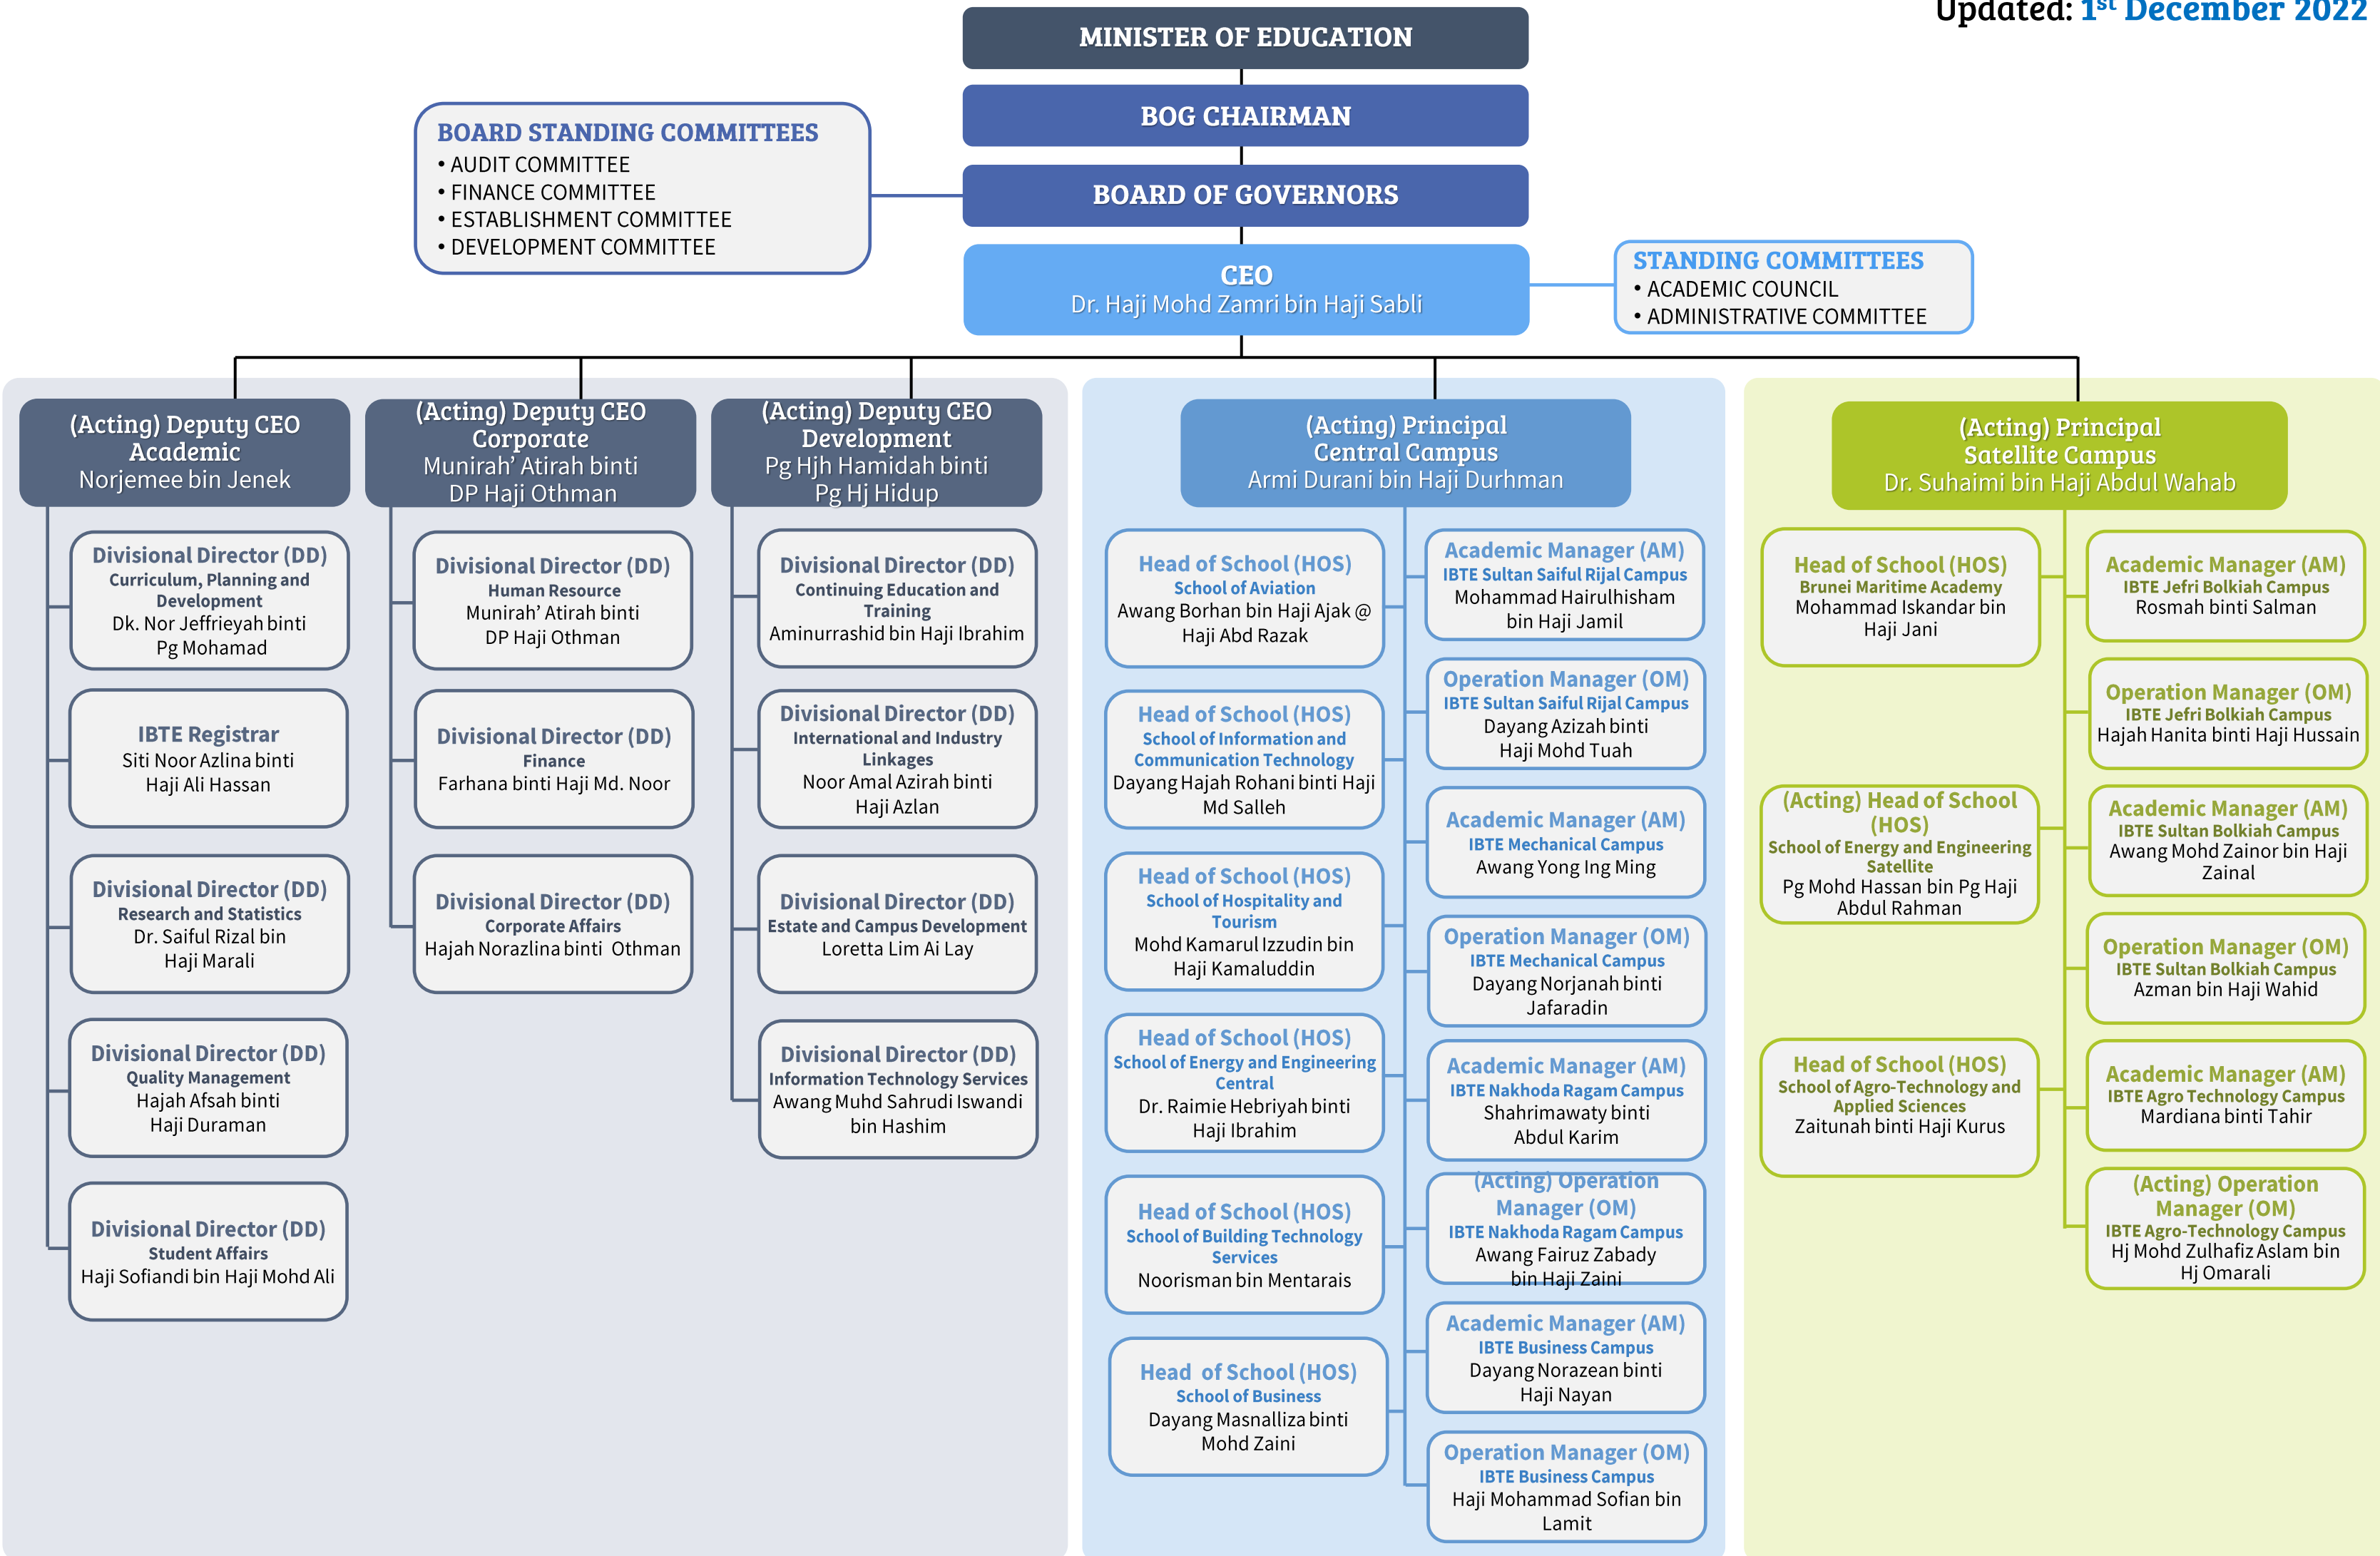 Updated: 1st December 2022
MINISTER OF EDUCATION
BOG CHAIRMAN
BOARD STANDING COMMITTEES
• AUDIT COMMITTEE
• FINANCE COMMITTEE
• ESTABLISHMENT COMMITTEE
• DEVELOPMENT COMMITTEE
BOARD OF GOVERNORS
CEO
Dr. Haji Mohd Zamri bin Haji Sabli
STANDING COMMITTEES
• ACADEMIC COUNCIL
• ADMINISTRATIVE COMMITTEE
(Acting) Deputy CEO
Academic
Norjemee bin Jenek
Divisional Director (DD)
Curriculum, Planning and
Development
Dk. Nor Jeffrieyah binti
Pg Mohamad
IBTE Registrar
Siti Noor Azlina binti
Haji Ali Hassan
Divisional Director (DD)
Research and Statistics
Dr. Saiful Rizal bin
Haji Marali
Divisional Director (DD)
Quality Management
Hajah Afsah binti
Haji Duraman
Divisional Director (DD)
Student Affairs
Haji Sofiandi bin Haji Mohd Ali
(Acting) Deputy CEO
Corporate
Munirah’ Atirah binti
DP Haji Othman
Divisional Director (DD)
Human Resource
Munirah’ Atirah binti
DP Haji Othman
Divisional Director (DD)
Finance
Farhana binti Haji Md. Noor
Divisional Director (DD)
Corporate Affairs
Hajah Norazlina binti Othman
(Acting) Deputy CEO
Development
Pg Hjh Hamidah binti
Pg Hj Hidup
Divisional Director (DD)
Continuing Education and
Training
Aminurrashid bin Haji Ibrahim
Divisional Director (DD)
International and Industry
Linkages
Noor Amal Azirah binti
Haji Azlan
Divisional Director (DD)
Estate and Campus Development
Loretta Lim Ai Lay
Divisional Director (DD)
Information Technology Services
Awang Muhd Sahrudi Iswandi
bin Hashim
(Acting) Principal
Central Campus
Armi Durani bin Haji Durhman
Head of School (HOS)
School of Aviation
Awang Borhan bin Haji Ajak @
Haji Abd Razak
Head of School (HOS)
School of Information and
Communication Technology
Dayang Hajah Rohani binti Haji
Md Salleh
Head of School (HOS)
School of Hospitality and
Tourism
Mohd Kamarul Izzudin bin
Haji Kamaluddin
Head of School (HOS)
School of Energy and Engineering
Central
Dr. Raimie Hebriyah binti
Haji Ibrahim
Head of School (HOS)
School of Building Technology
Services
Noorisman bin Mentarais
Head of School (HOS)
School of Business
Dayang Masnalliza binti
Mohd Zaini
Academic Manager (AM)
IBTE Sultan Saiful Rijal Campus
Mohammad Hairulhisham
bin Haji Jamil
Operation Manager (OM)
IBTE Sultan Saiful Rijal Campus
Dayang Azizah binti
Haji Mohd Tuah
Academic Manager (AM)
IBTE Mechanical Campus
Awang Yong Ing Ming
Operation Manager (OM)
IBTE Mechanical Campus
Dayang Norjanah binti
Jafaradin
Academic Manager (AM)
IBTE Nakhoda Ragam Campus
Shahrimawaty binti
Abdul Karim
(Acting) Operation
Manager (OM)
IBTE Nakhoda Ragam Campus
Awang Fairuz Zabady
bin Haji Zaini
Academic Manager (AM)
IBTE Business Campus
Dayang Norazean binti
Haji Nayan
Operation Manager (OM)
IBTE Business Campus
Haji Mohammad Sofian bin
Lamit
(Acting) Principal
Satellite Campus
Dr. Suhaimi bin Haji Abdul Wahab
Head of School (HOS)
Brunei Maritime Academy
Mohammad Iskandar bin
Haji Jani
(Acting) Head of School
(HOS)
School of Energy and Engineering
Satellite
Pg Mohd Hassan bin Pg Haji
Abdul Rahman
Head of School (HOS)
School of Agro-Technology and
Applied Sciences
Zaitunah binti Haji Kurus
Academic Manager (AM)
IBTE Jefri Bolkiah Campus
Rosmah binti Salman
Operation Manager (OM)
IBTE Jefri Bolkiah Campus
Hajah Hanita binti Haji Hussain
Academic Manager (AM)
IBTE Sultan Bolkiah Campus
Awang Mohd Zainor bin Haji
Zainal
Operation Manager (OM)
IBTE Sultan Bolkiah Campus
Azman bin Haji Wahid
Academic Manager (AM)
IBTE Agro Technology Campus
Mardiana binti Tahir
(Acting) Operation
Manager (OM)
IBTE Agro-Technology Campus
Hj Mohd Zulhafiz Aslam bin
Hj Omarali